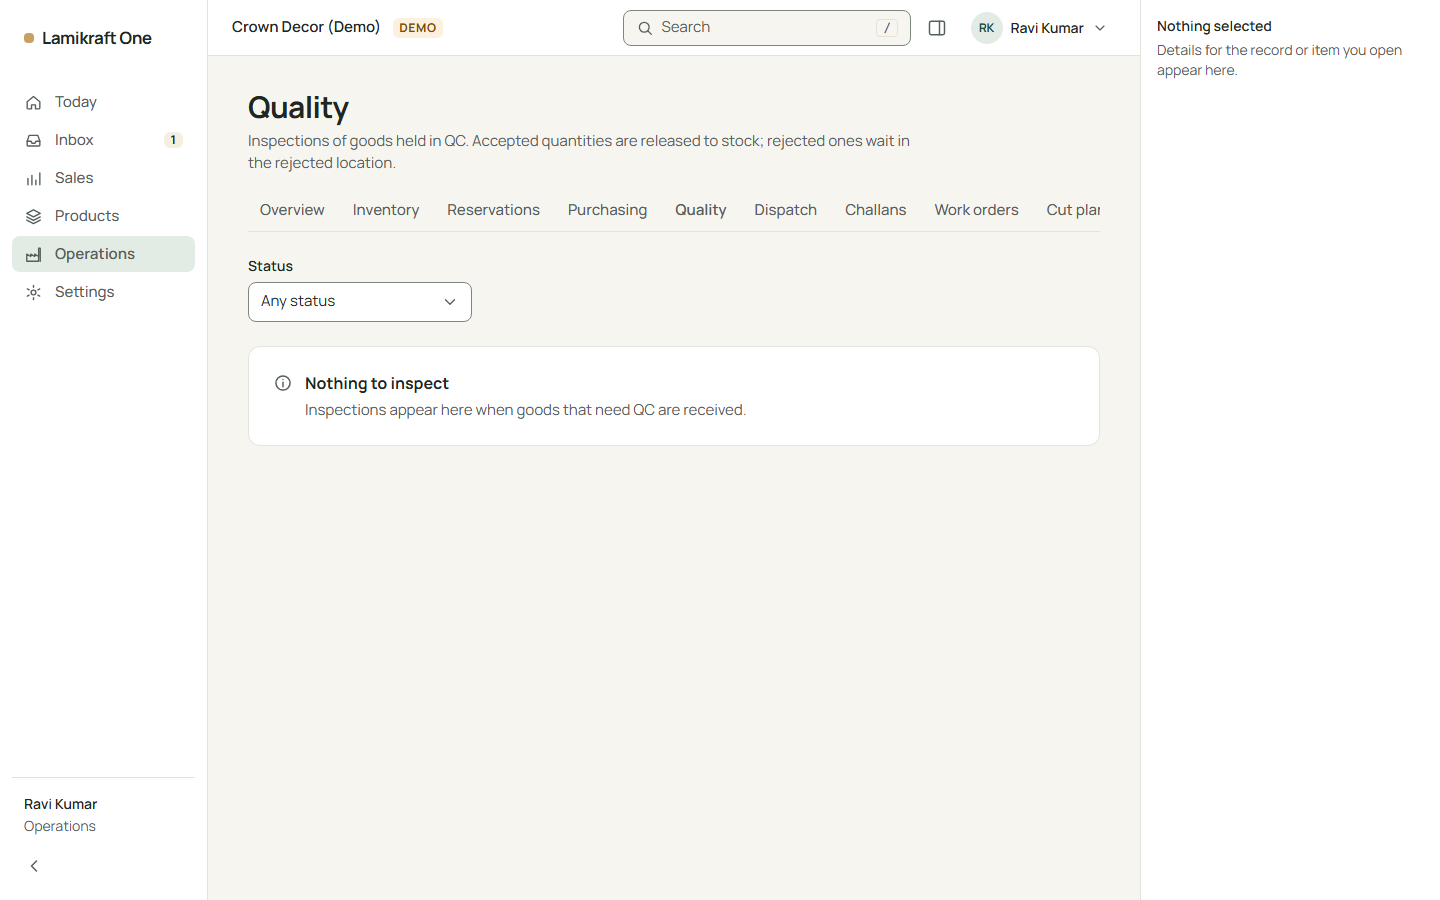 Lamikraft One
Today
Inbox 1
Sales
Products
Operations
Settings
Ravi Kumar
Operations
Crown Decor (Demo) DEMO
Search /
RK Ravi Kumar
Quality
Inspections of goods held in QC. Accepted quantities are released to stock; rejected ones wait in
the rejected location.
Overview Inventory Reservations Purchasing Quality Dispatch Challans Work orders Cut plan
Status
Any status
Nothing to inspect
Inspections appear here when goods that need QC are received.
Nothing selected
Details for the record or item you open
appear here.